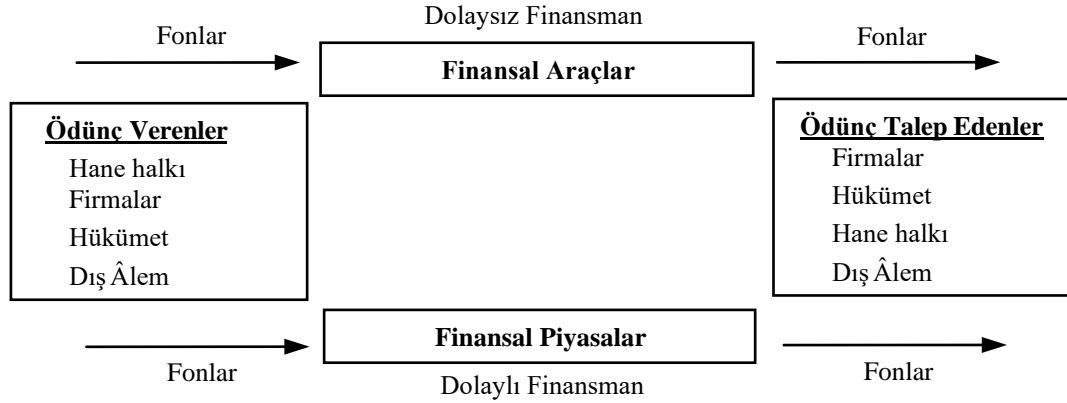 Dolaysız Finansman
Fonlar
Fonlar
Finansal Araçlar
Ödünç Verenler
Hane halkı
Firmalar
Hükümet
Dış Âlem
Ödünç Talep Edenler
Firmalar
Hükümet
Hane halkı
Dış Âlem
Finansal Piyasalar
Fonlar
Fonlar
Dolaylı Finansman